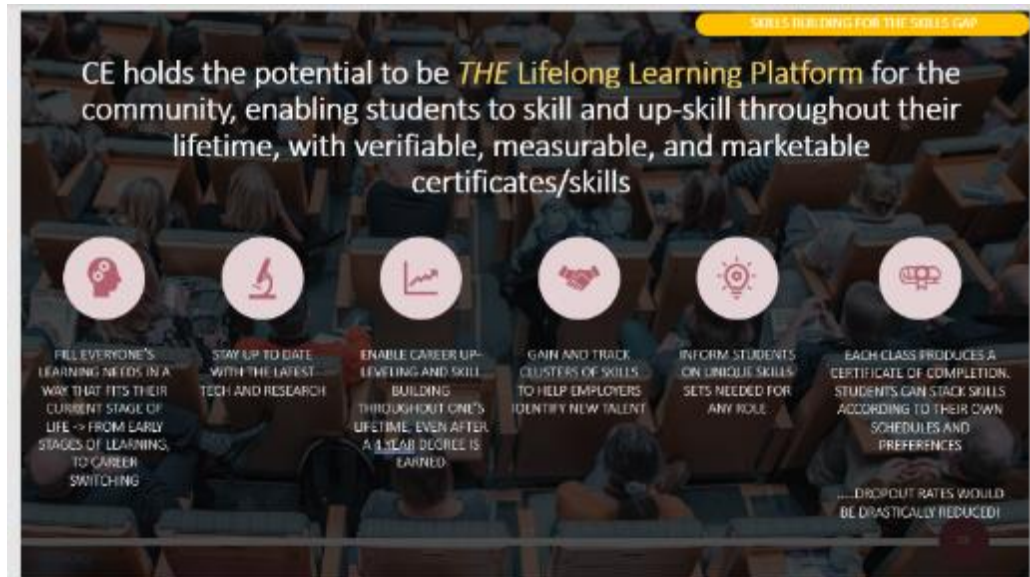 SKILLS BUILDING FOR THE SKILLS GAP
CE holds the potential to be THE Lifelong Learning Platform for the
community, enabling students to skill and up-skill throughout their
lifetime, with verifiable, measurable, and marketable
certificates/skills
FILL EVERYONE'S
LEARNING NEEDS IN A
WAY THAT FITS THEIR
CURRENT STAGE OF
LIFE -> FROM EARLY
STAGES OF LEARNING,
TO CAREER
SWITCHING
STAY UP TO DATE
WITH THE LATEST
TECH AND RESEARCH
ENABLE CAREER UP-
LEVELING AND SKILL
BUILDING
THROUGHOUT ONE'S
LIFETIME, EVEN AFTER
A 4 YEAR DEGREE IS
EARNED
GAIN AND TRACK
CLUSTERS OF SKILLS
TO HELP EMPLOYERS
IDENTIFY NEW TALENT
INFORM STUDENTS
ON UNIQUE SKILLS
SETS NEEDED FOR
ANY ROLE
EACH CLASS PRODUCES A
CERTIFICATE OF COMPLETION.
STUDENTS CAN STACK SKILLS
ACCORDING TO THEIR OWN
SCHEDULES AND
PREFERENCES
.....DROPOUT RATES WOULD
BE DRASTICALLY REDUCED!